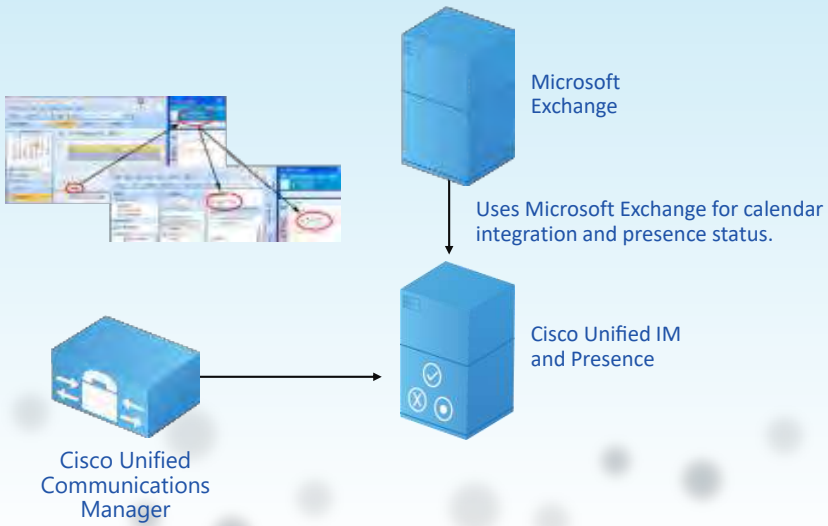 Microsoft
Exchange
Uses Microsoft Exchange for calendar
integration and presence status.
Cisco Unified IM
and Presence
Cisco Unified
Communications
Manager